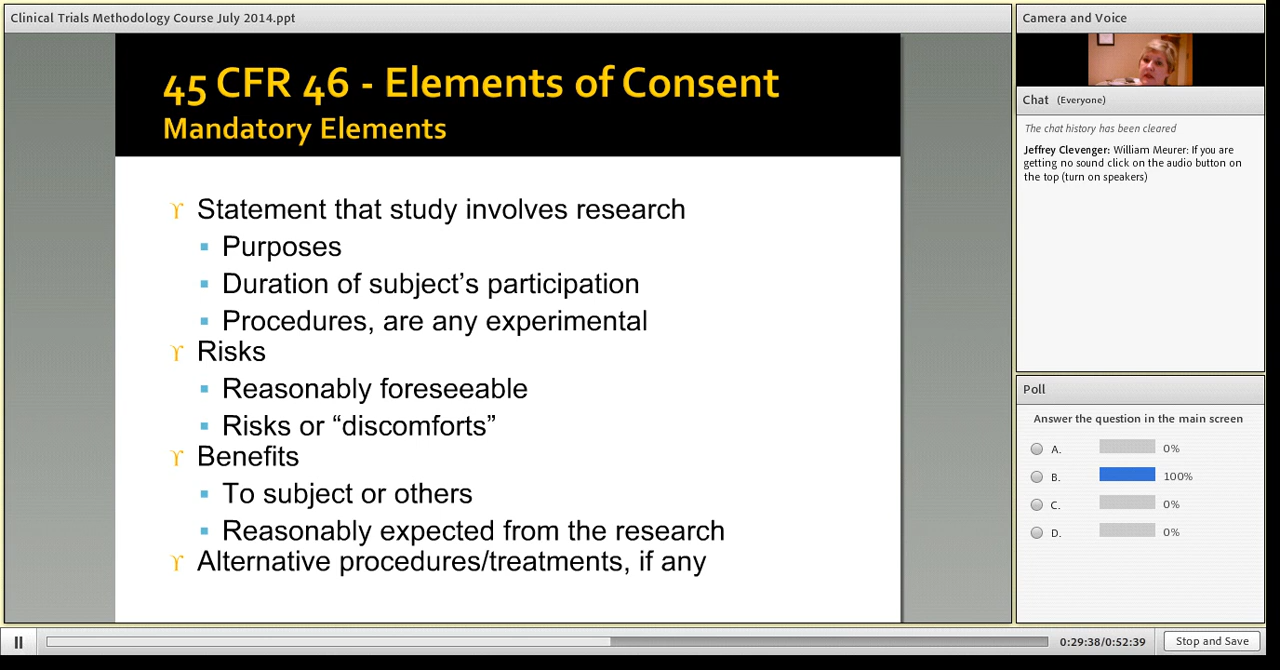 Clinical Trials Methodology Course July 2014.ppt
45 CFR 46 - Elements of Consent
Mandatory Elements
Statement that study involves research
Purposes
Duration of subject’s participation
Procedures, are any experimental
Risks
Reasonably foreseeable
Risks or “discomforts”
Benefits
To subject or others
Reasonably expected from the research
Alternative procedures/treatments, if any
Camera and Voice
Chat (Everyone)
The chat history has been cleared
Jeffrey Clevenger: William Meurer: If you are
getting no sound click on the audio button on
the top (turn on speakers)
Poll
Answer the question in the main screen
A. 0%
B. 100%
C. 0%
D. 0%
0:29:38/0:52:39
Stop and Save